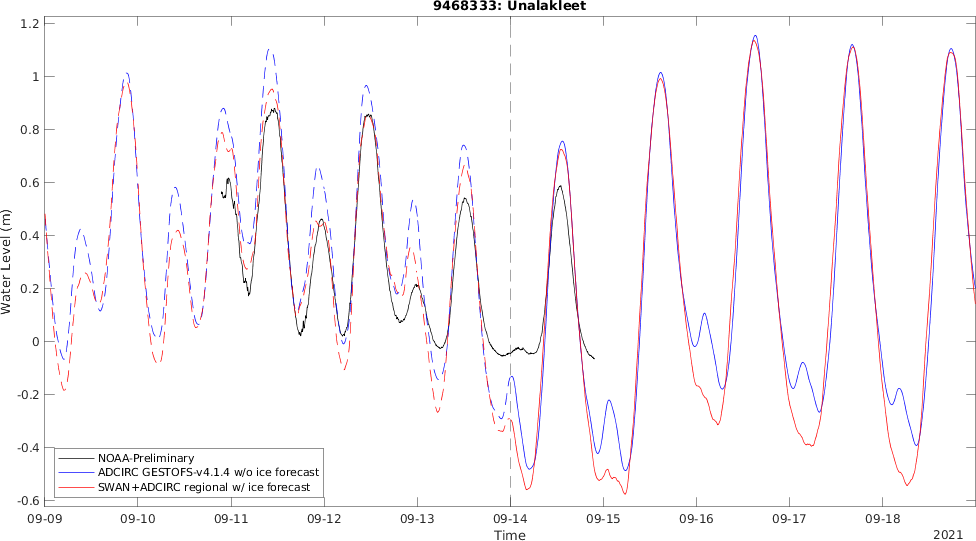 9468333: Unalakleet
Water Level (m)
1.2
1
0.8
0.6
0.4
0.2
0
-0.2
-0.4
-0.6
NOAA-Preliminary
ADCIRC GESTOFS-v4.1.4 w/o ice forecast
SWAN+ADCIRC regional w/ ice forecast
09-09 09-10 09-11 09-12 09-13 09-14 09-15 09-16 09-17 09-18
Time
2021